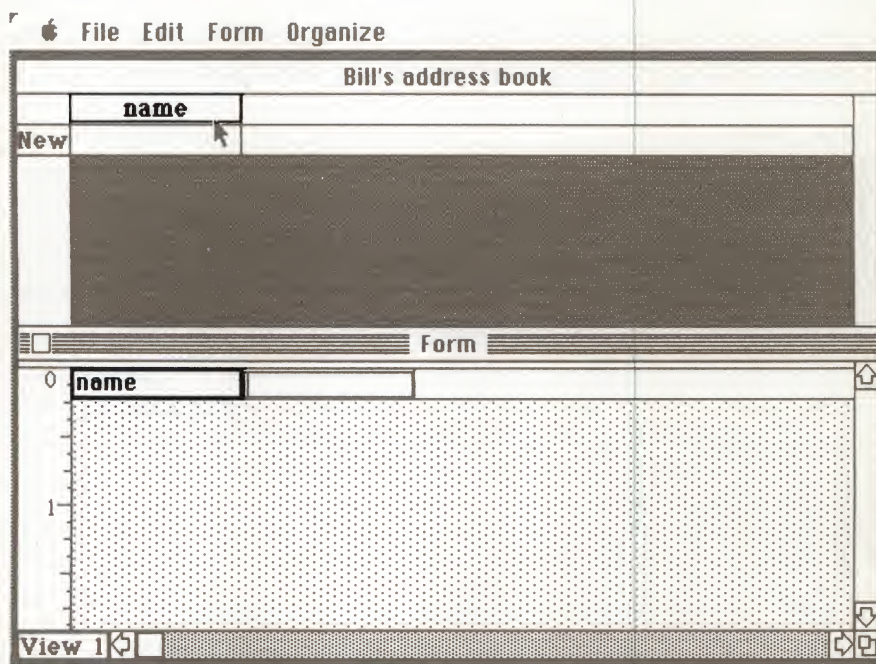 File Edit Form Organize
Bill's address book
name
New
Form
0
name
1
View 1